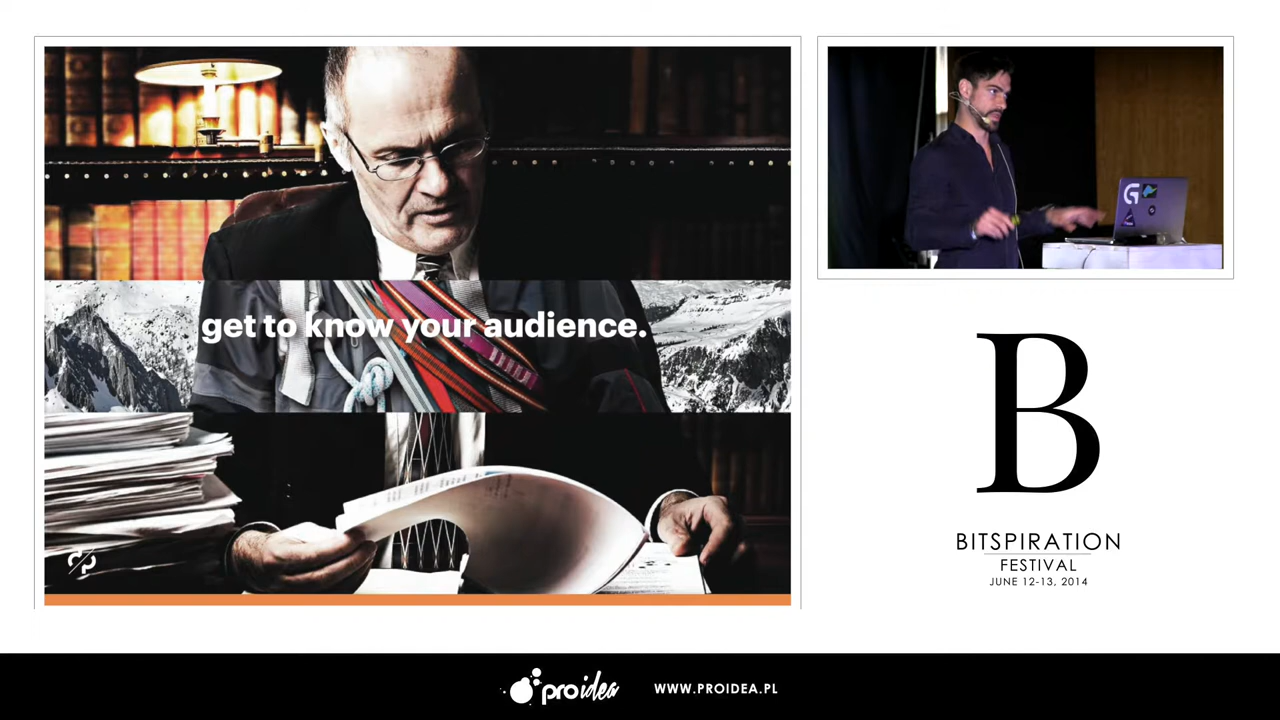 get to know your audience.
B
BITSPIRATION
FESTIVAL
JUNE 12-13, 2014
proidea
WWW.PROIDEA.PL